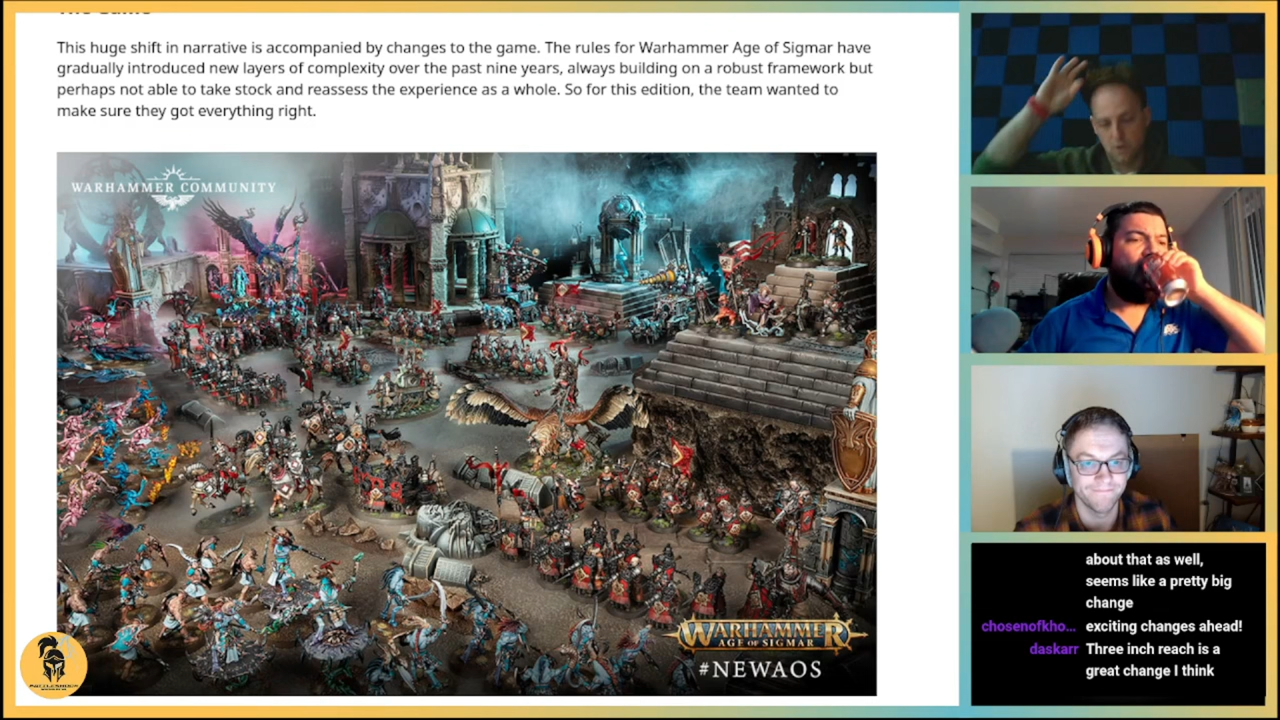 This huge shift in narrative is accompanied by changes to the game. The rules for Warhammer Age of Sigmar have
gradually introduced new layers of complexity over the past nine years, always building on a robust framework but
perhaps not able to take stock and reassess the experience as a whole. So for this edition, the team wanted to
make sure they got everything right.
WARHAMMER COMMUNITY
WARHAMMER
AGE OF SIGMAR
#NEWAOS
about that as well,
seems like a pretty big
change
chosenofkho... exciting changes ahead!
daskarr Three inch reach is a
great change I think